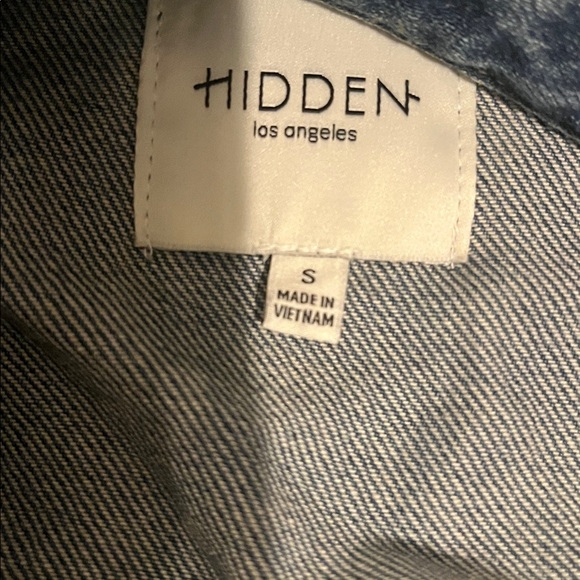 HIDDEN
los angeles
S
MADE IN
VIETNAM